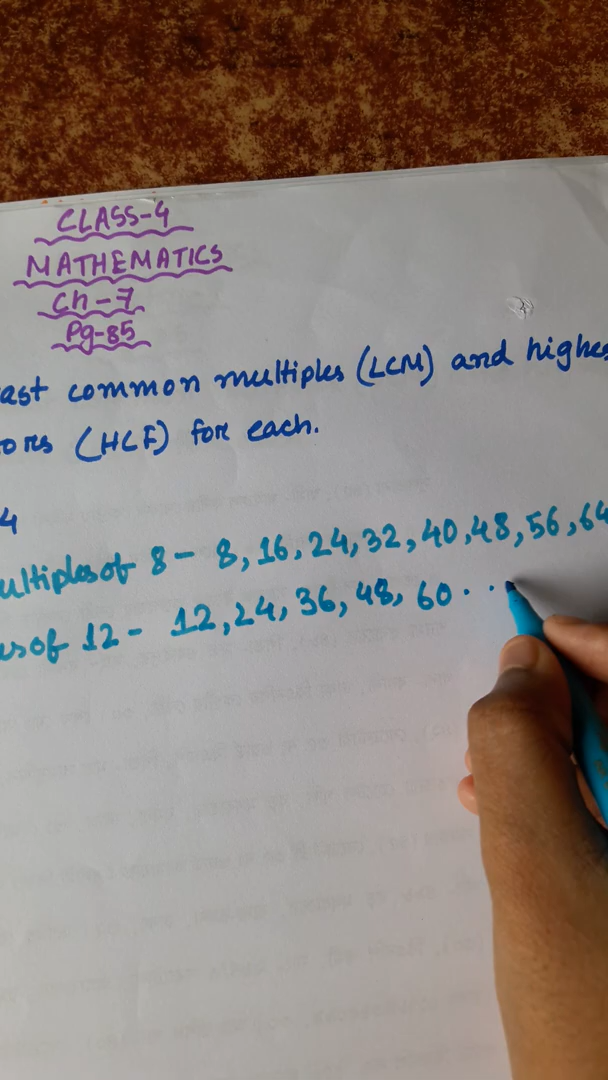 CLASS-4
MATHEMATICS
Ch-7
Pg-85
ast common multiples (LCM) and highes
ors (HCF) for each.
4
ultiples of 8 - 8, 16, 24, 32, 40, 48, 56, 64
es of 12 - 12, 24, 36, 48, 60 . . .